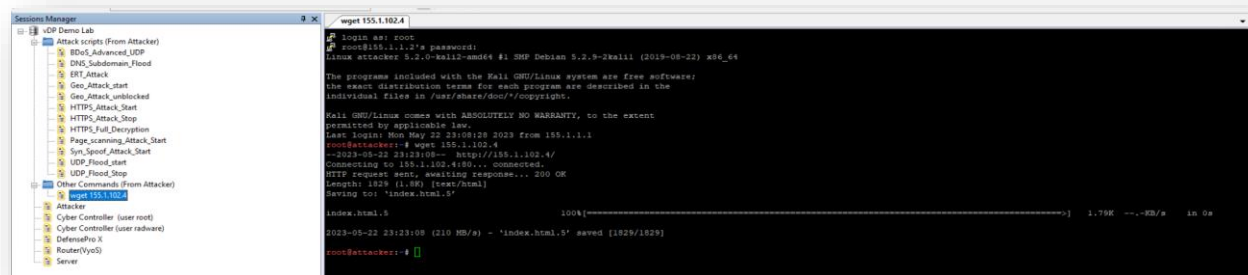 Sessions Manager
vDP Demo Lab
Attack scripts (From Attacker)
BDoS_Advanced_UDP
DNS_Subdomain_Flood
ERT_Attack
Geo_Attack_start
Geo_Attack_unblocked
HTTPS_Attack_Start
HTTPS_Attack_Stop
HTTPS_Full_Decryption
Page_scanning_Attack_Start
Syn_Spoof_Attack_Start
UDP_Flood_start
UDP_Flood_Stop
Other Commands (From Attacker)
wget 155.1.102.4
Attacker
Cyber Controller (user root)
Cyber Controller (user radware)
DefensePro X
Router(VyoS)
Server
wget 155.1.102.4
login as: root
root@155.1.1.2's password:
Linux attacker 5.2.0-kali2-amd64 #1 SMP Debian 5.2.9-2kali1 (2019-08-22) x86_64
The programs included with the Kali GNU/Linux system are free software;
the exact distribution terms for each program are described in the
individual files in /usr/share/doc/*/copyright.
Kali GNU/Linux comes with ABSOLUTELY NO WARRANTY, to the extent
permitted by applicable law.
Last login: Mon May 22 23:08:28 2023 from 155.1.1.1
root@attacker:~# wget 155.1.102.4
--2023-05-22 23:23:08-- http://155.1.102.4/
Connecting to 155.1.102.4:80... connected.
HTTP request sent, awaiting response... 200 OK
Length: 1829 (1.8K) [text/html]
Saving to: ‘index.html.5’
index.html.5 100%[===================================================>] 1.79K --.-KB/s in 0s
2023-05-22 23:23:08 (210 MB/s) - ‘index.html.5’ saved [1829/1829]
root@attacker:~#